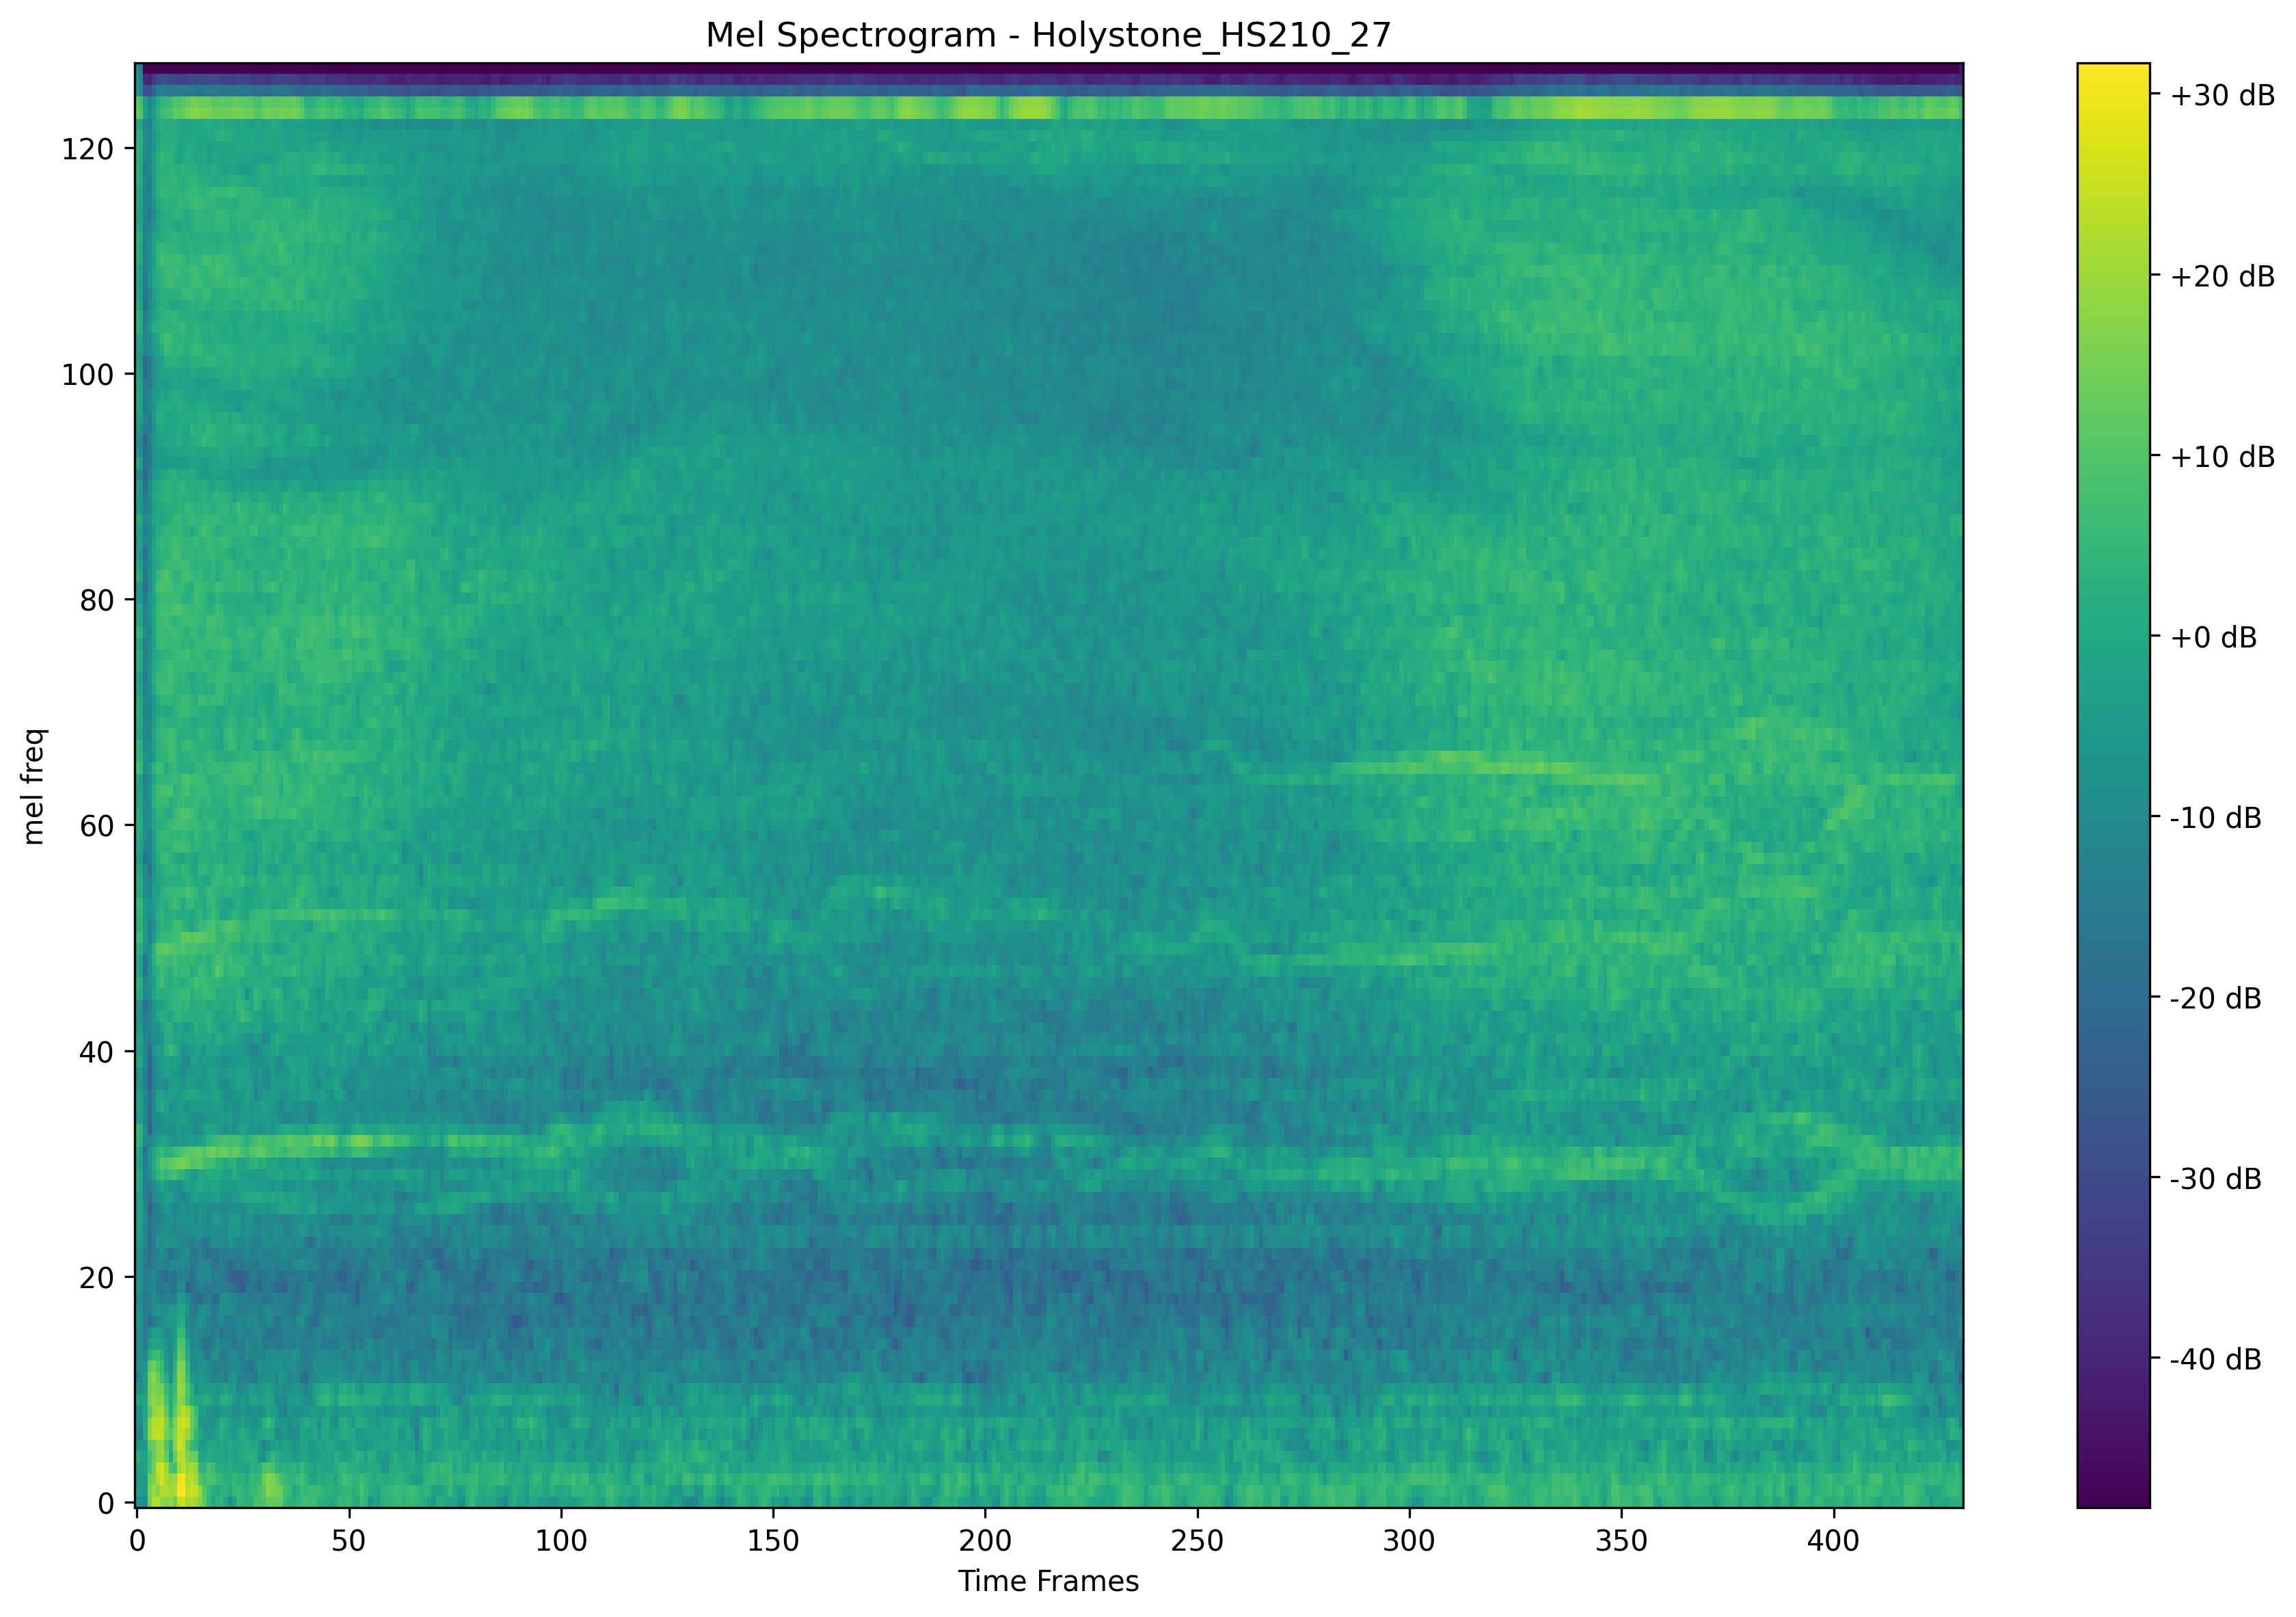 Mel Spectrogram - Holystone_HS210_27
mel freq
120
100
80
60
40
20
0
0 50 100 150 200 250 300 350 400
Time Frames
+30 dB
+20 dB
+10 dB
+0 dB
-10 dB
-20 dB
-30 dB
-40 dB